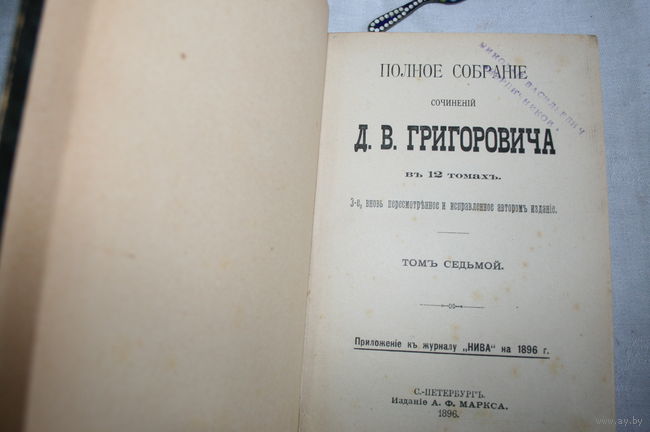 ПОЛНОЕ СОБРАНІЕ
СОЧИНЕНІЙ
Д. В. ГРИГОРОВИЧА
въ 12 томахъ.
3-е, вновь пересмотрѣнное и исправленное авторомъ изданіе.
ТОМЪ СЕДЬМОЙ.
Приложеніе къ журналу „НИВА“ на 1896 г.
С.-ПЕТЕРБУРГЪ.
Изданіе А. Ф. МАРКСА.
1896.
ВАСИЛЬЕВИЧ
www.ay.by